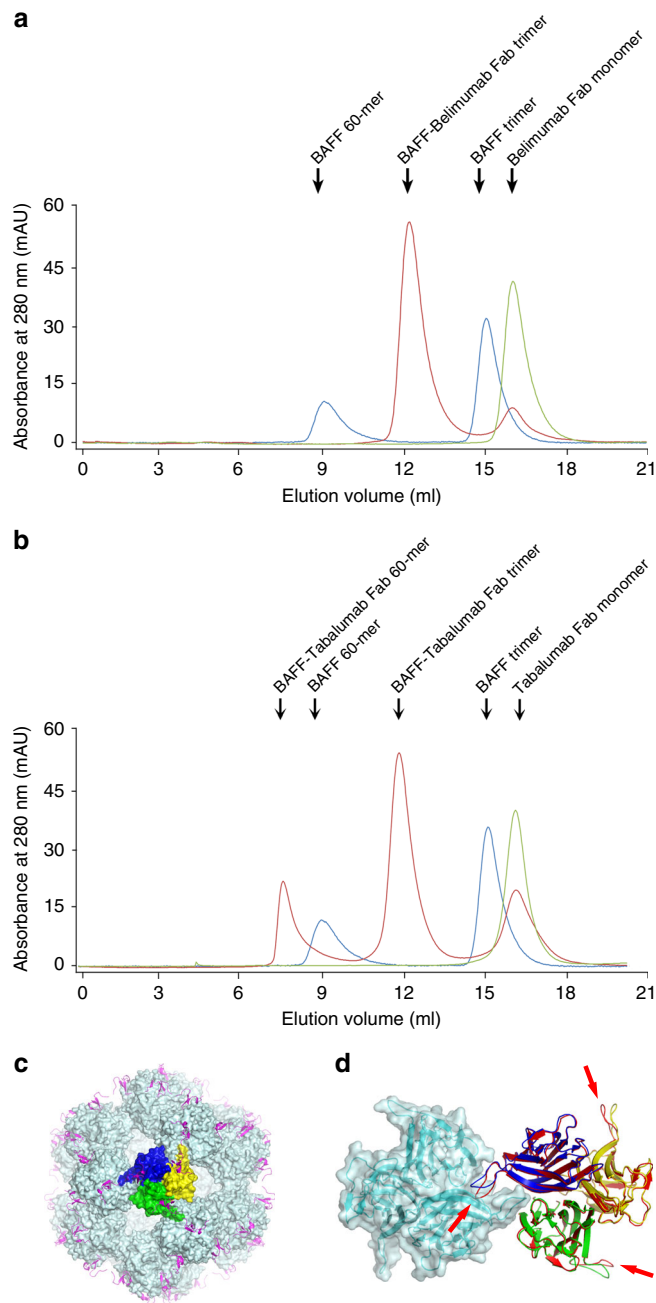 a
BAFF 60-mer
BAFF-Belimumab Fab trimer
BAFF trimer
Belimumab Fab monomer
Absorbance at 280 nm (mAU)
60
45
30
15
0
0 3 6 9 12 15 18 21
Elution volume (ml)
b
BAFF-Tabalumab Fab 60-mer
BAFF 60-mer
BAFF-Tabalumab Fab trimer
BAFF trimer
Tabalumab Fab monomer
Absorbance at 280 nm (mAU)
60
45
30
15
0
0 3 6 9 12 15 18 21
Elution volume (ml)
c
d